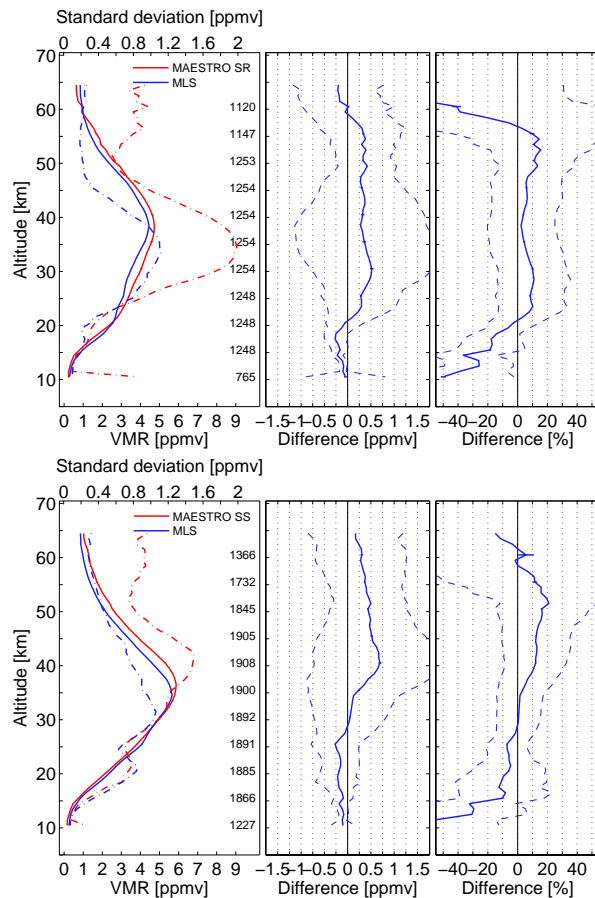 Standard deviation [ppmv]
0 0.4 0.8 1.2 1.6 2
70
60
50
40
30
20
10
Altitude [km]
MAESTRO SR
MLS
1120
1147
1253
1254
1254
1254
1254
1248
1248
1248
765
0 1 2 3 4 5 6 7 8 9
VMR [ppmv]
−1.5−1−0.5 0 0.5 1 1.5
Difference [ppmv]
−40−20 0 20 40
Difference [%]
Standard deviation [ppmv]
0 0.4 0.8 1.2 1.6 2
70
60
50
40
30
20
10
Altitude [km]
MAESTRO SS
MLS
1366
1732
1845
1905
1908
1900
1892
1891
1885
1866
1227
0 1 2 3 4 5 6 7 8 9
VMR [ppmv]
−1.5−1−0.5 0 0.5 1 1.5
Difference [ppmv]
−40−20 0 20 40
Difference [%]